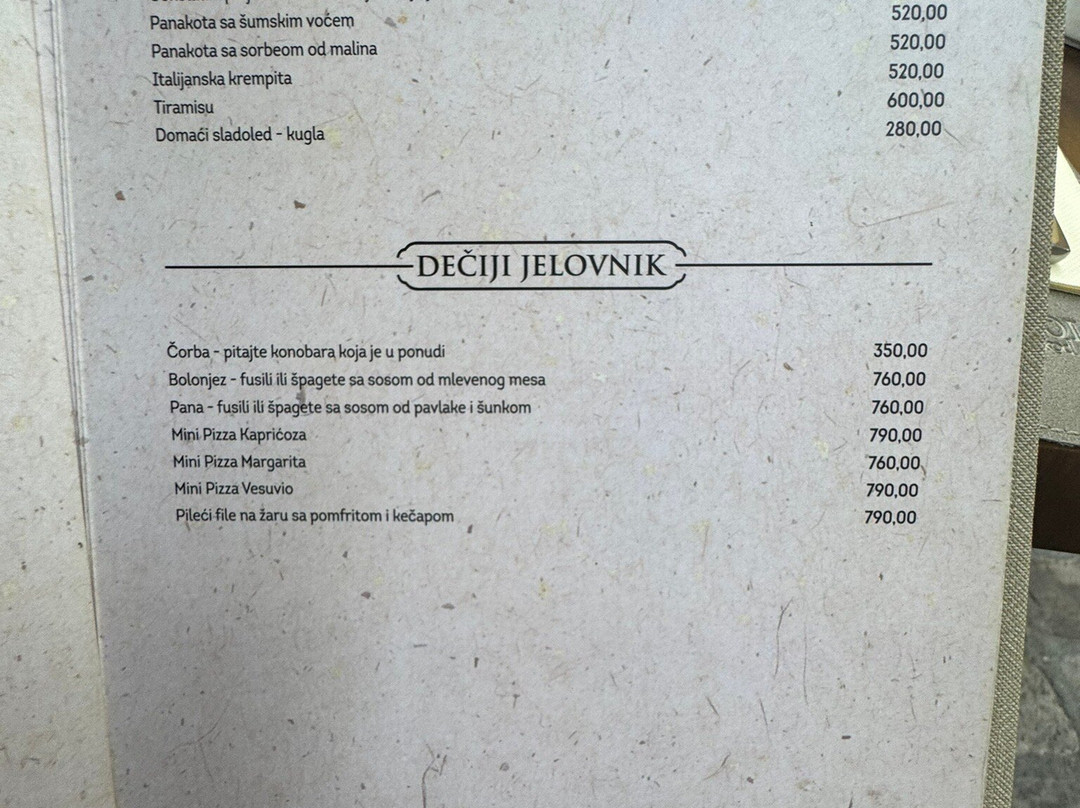 Panakota sa šumskim voćem 520,00
Panakota sa sorbeom od malina 520,00
Italijanska krempita 520,00
Tiramisu 600,00
Domaći sladoled - kugla 280,00
DEČIJI JELOVNIK
Čorba - pitajte konobara koja je u ponudi 350,00
Bolonjez - fusili ili špagete sa sosom od mlevenog mesa 760,00
Pana - fusili ili špagete sa sosom od pavlake i šunkom 760,00
Mini Pizza Kaprićoza 790,00
Mini Pizza Margarita 760,00
Mini Pizza Vesuvio 790,00
Pileći file na žaru sa pomfritom i kečapom 790,00